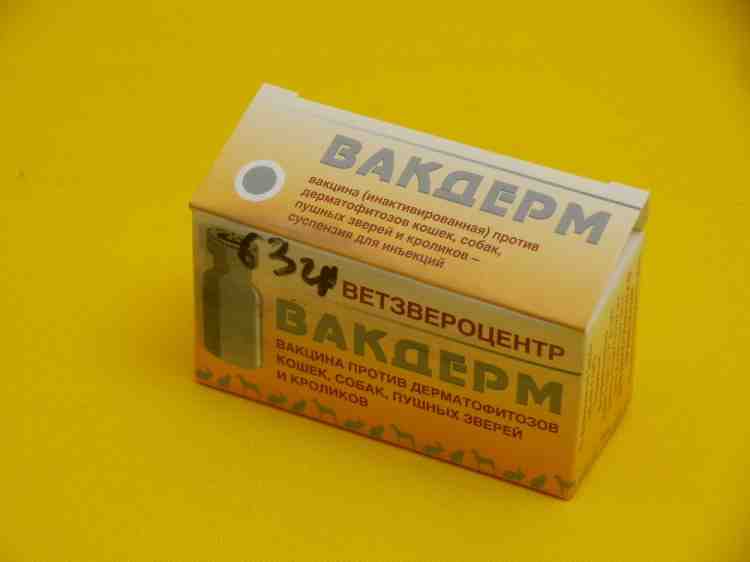 ВАКДЕРМ
вакцина (инактивированная) против
дерматофитозов кошек, собак,
пушных зверей и кроликов –
суспензия для инъекций
632
ВЕТЗВЕРОЦЕНТР
ВАКДЕРМ
ВАКЦИНА ПРОТИВ ДЕРМАТОФИТОЗОВ
КОШЕК, СОБАК, ПУШНЫХ ЗВЕРЕЙ
И КРОЛИКОВ